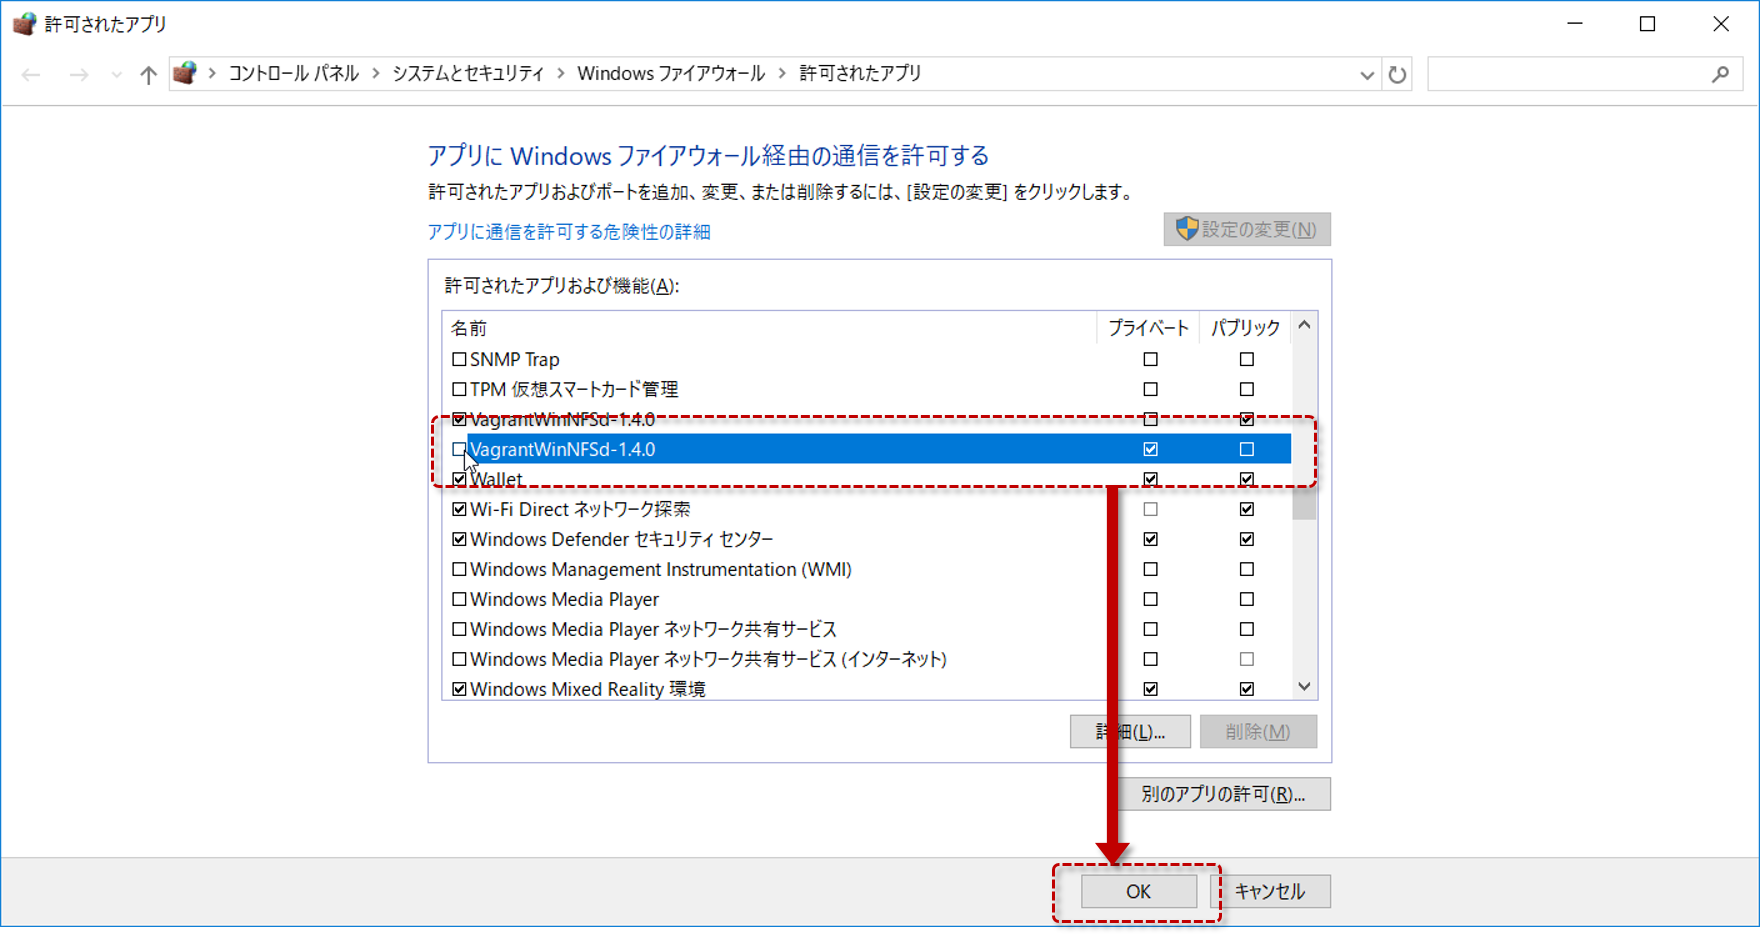 許可されたアプリ
コントロール パネル › システムとセキュリティ › Windows ファイアウォール › 許可されたアプリ
アプリに Windows ファイアウォール経由の通信を許可する
許可されたアプリおよびポートを追加、変更、または削除するには、[設定の変更] をクリックします。
アプリに通信を許可する危険性の詳細
設定の変更(N)
許可されたアプリおよび機能(A):
名前 プライベート パブリック
SNMP Trap
TPM 仮想スマートカード管理
VagrantWinNFSd-1.4.0
VagrantWinNFSd-1.4.0
Wallet
Wi-Fi Direct ネットワーク探索
Windows Defender セキュリティ センター
Windows Management Instrumentation (WMI)
Windows Media Player
Windows Media Player ネットワーク共有サービス
Windows Media Player ネットワーク共有サービス (インターネット)
Windows Mixed Reality 環境
詳細(L)... 削除(M)
別のアプリの許可(R)...
OK キャンセル